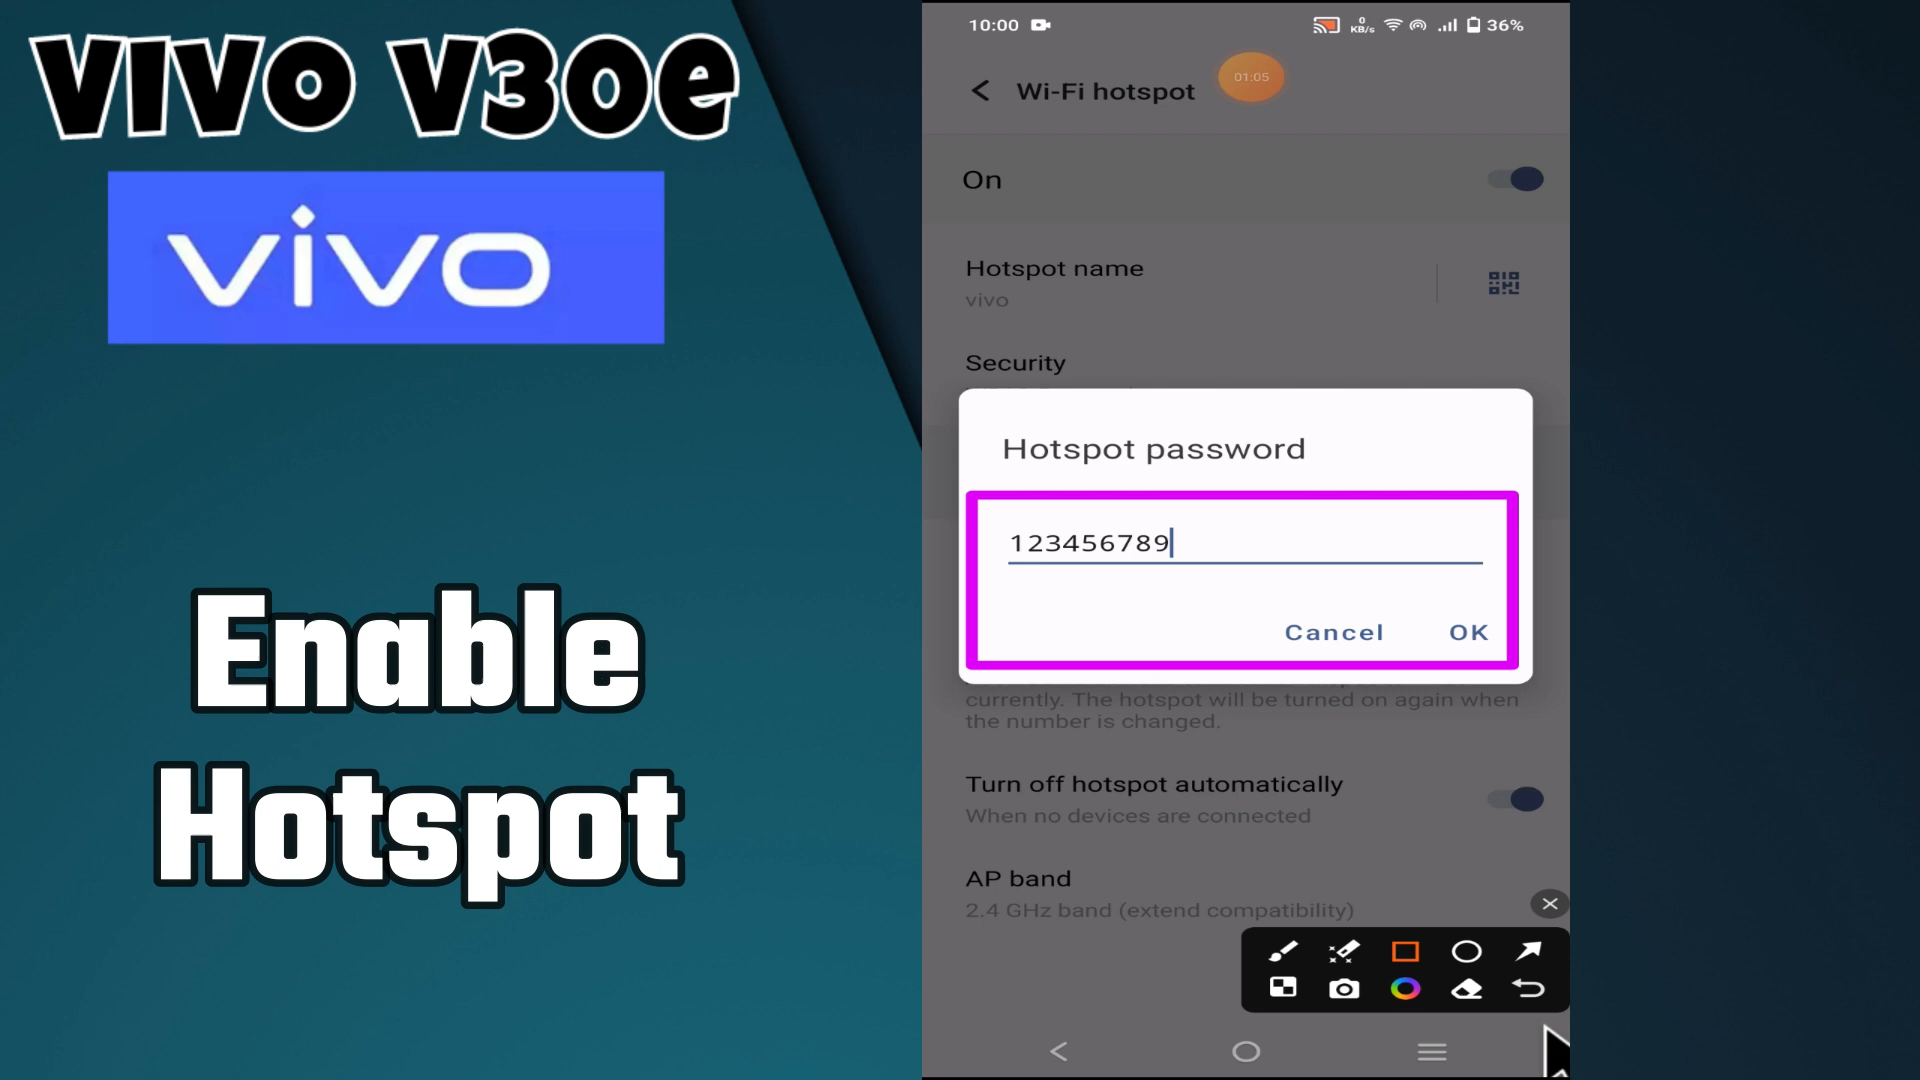 VIVO V30e
vivo
Enable
Hotspot
10:00
0 KB/s
36%
Wi-Fi hotspot
01:05
On
Hotspot name
vivo
Security
Hotspot password
123456789
Cancel OK
currently. The hotspot will be turned on again when
the number is changed.
Turn off hotspot automatically
When no devices are connected
AP band
2.4 GHz band (extend compatibility)